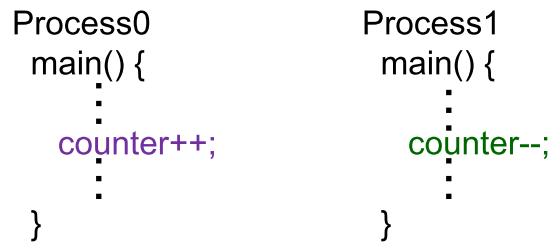 Process0
main() {
counter++;
}
Process1
main() {
counter--;
}